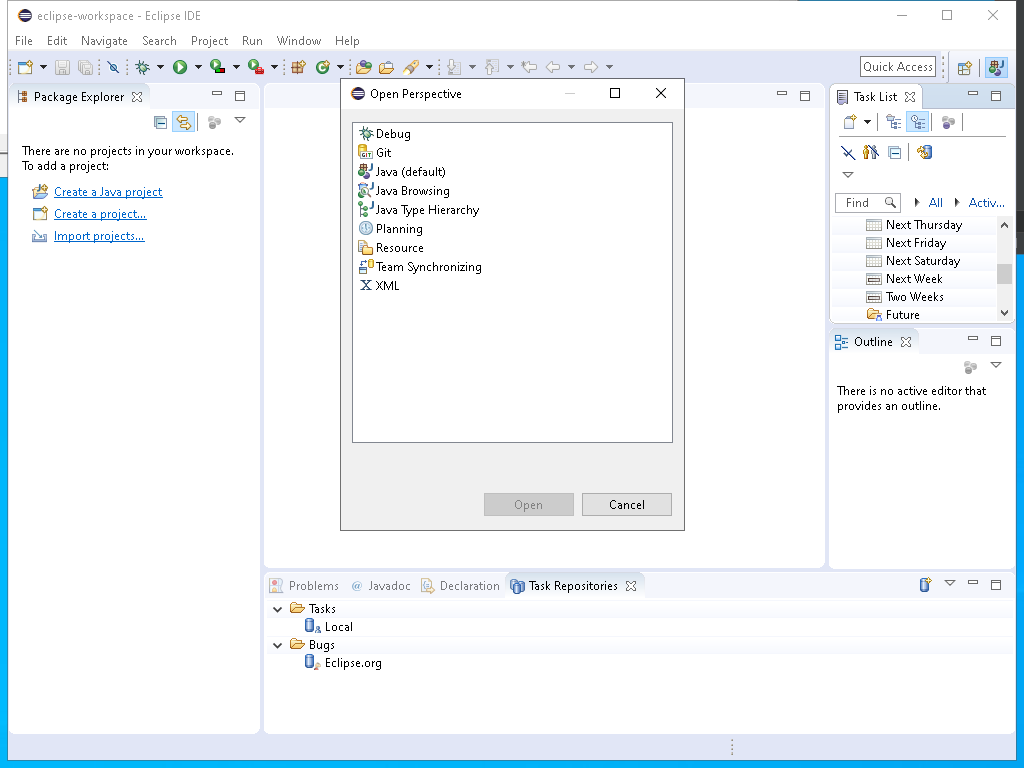 eclipse-workspace - Eclipse IDE
File Edit Navigate Search Project Run Window Help
Quick Access
Package Explorer
There are no projects in your workspace.
To add a project:
Create a Java project
Create a project...
Import projects...
Open Perspective
Debug
Git
Java (default)
Java Browsing
Java Type Hierarchy
Planning
Resource
Team Synchronizing
XML
Open Cancel
Task List
Find All Activ...
Next Thursday
Next Friday
Next Saturday
Next Week
Two Weeks
Future
Outline
There is no active editor that
provides an outline.
Problems Javadoc Declaration Task Repositories
Tasks
Local
Bugs
Eclipse.org